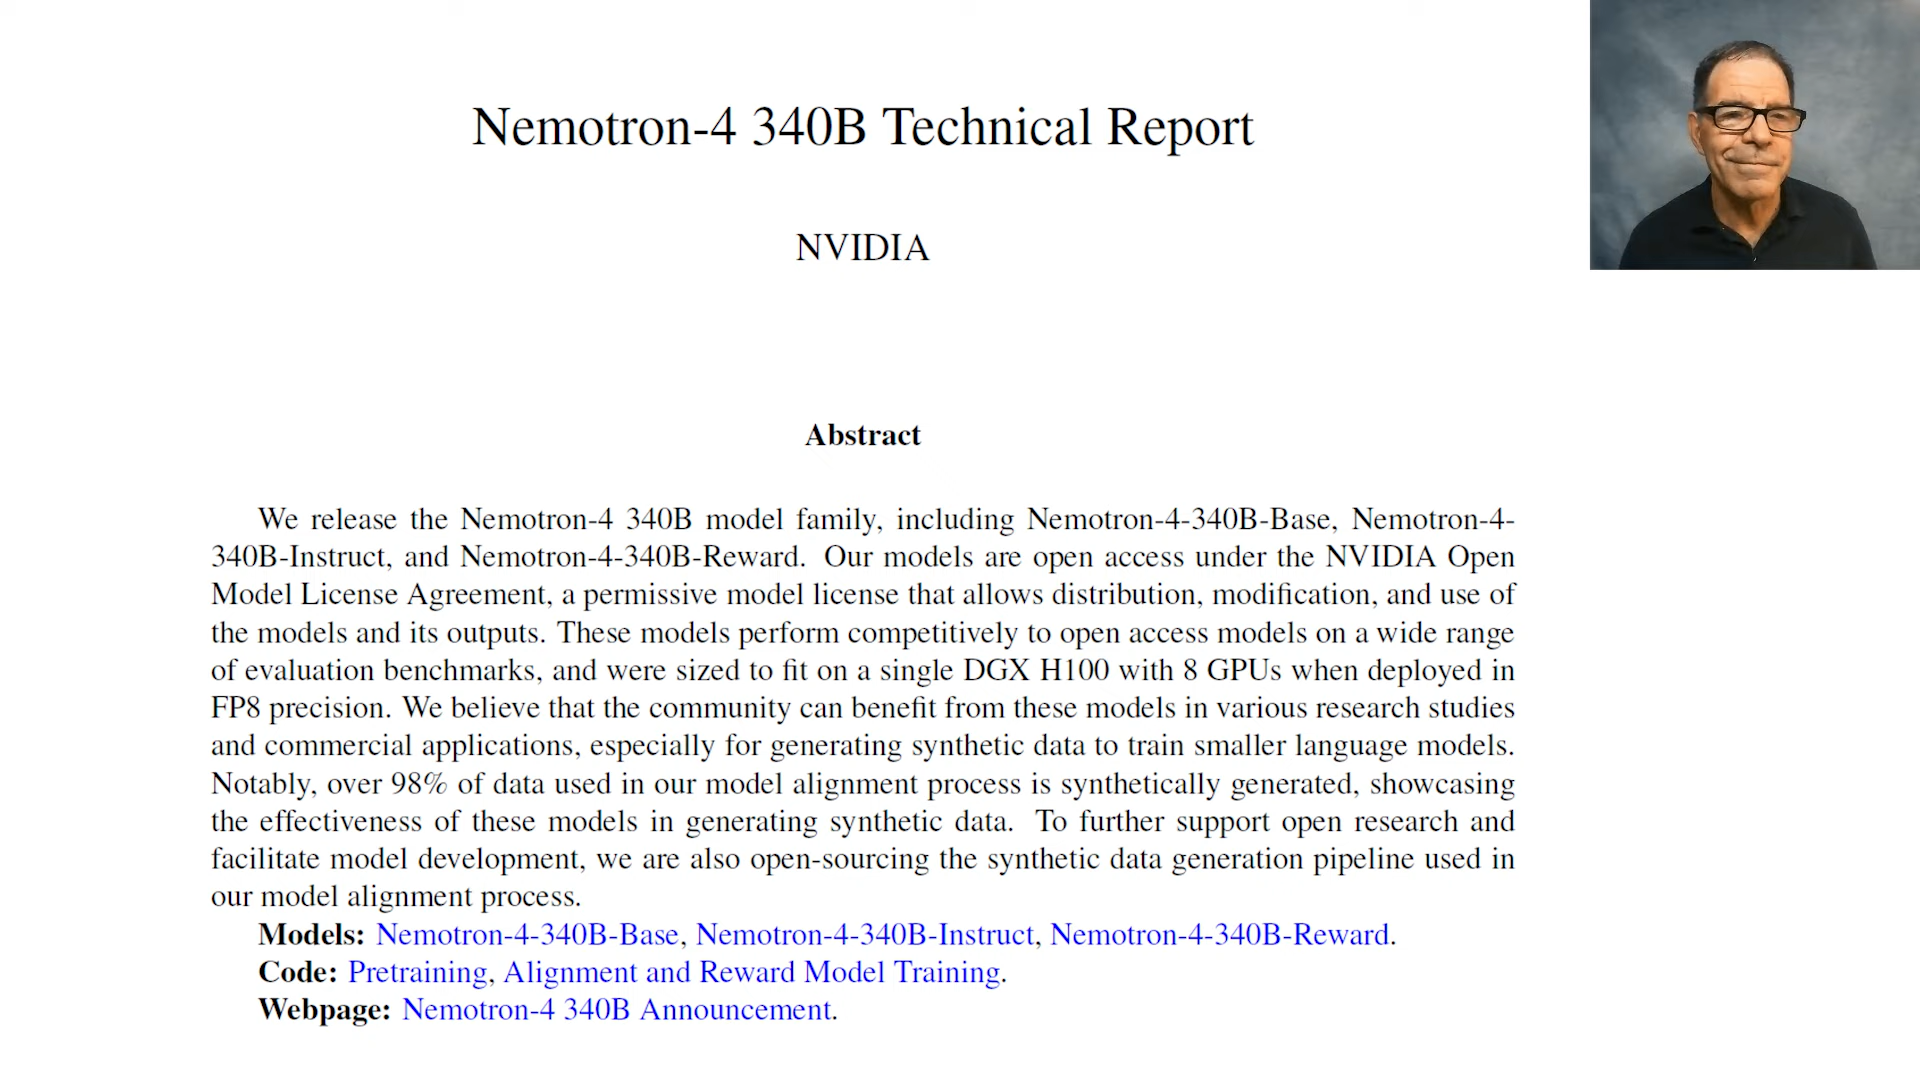 Nemotron-4 340B Technical Report
NVIDIA
Abstract
We release the Nemotron-4 340B model family, including Nemotron-4-340B-Base, Nemotron-4-
340B-Instruct, and Nemotron-4-340B-Reward. Our models are open access under the NVIDIA Open
Model License Agreement, a permissive model license that allows distribution, modification, and use of
the models and its outputs. These models perform competitively to open access models on a wide range
of evaluation benchmarks, and were sized to fit on a single DGX H100 with 8 GPUs when deployed in
FP8 precision. We believe that the community can benefit from these models in various research studies
and commercial applications, especially for generating synthetic data to train smaller language models.
Notably, over 98% of data used in our model alignment process is synthetically generated, showcasing
the effectiveness of these models in generating synthetic data. To further support open research and
facilitate model development, we are also open-sourcing the synthetic data generation pipeline used in
our model alignment process.
Models: Nemotron-4-340B-Base, Nemotron-4-340B-Instruct, Nemotron-4-340B-Reward.
Code: Pretraining, Alignment and Reward Model Training.
Webpage: Nemotron-4 340B Announcement.